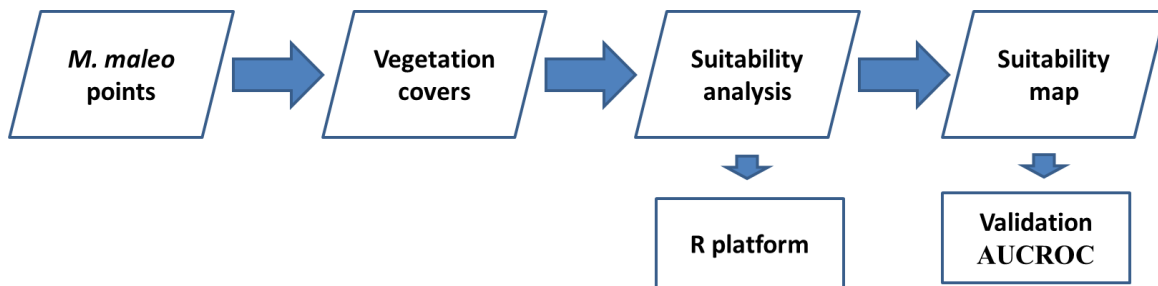 M. maleo
points
Vegetation
covers
Suitability
analysis
Suitability
map
R platform
Validation
AUCROC